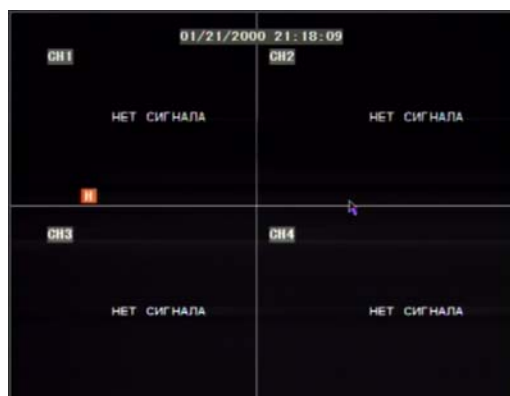 01/21/2000 21:18:09
CH1 CH2
НЕТ СИГНАЛА НЕТ СИГНАЛА
H
CH3 CH4
НЕТ СИГНАЛА НЕТ СИГНАЛА